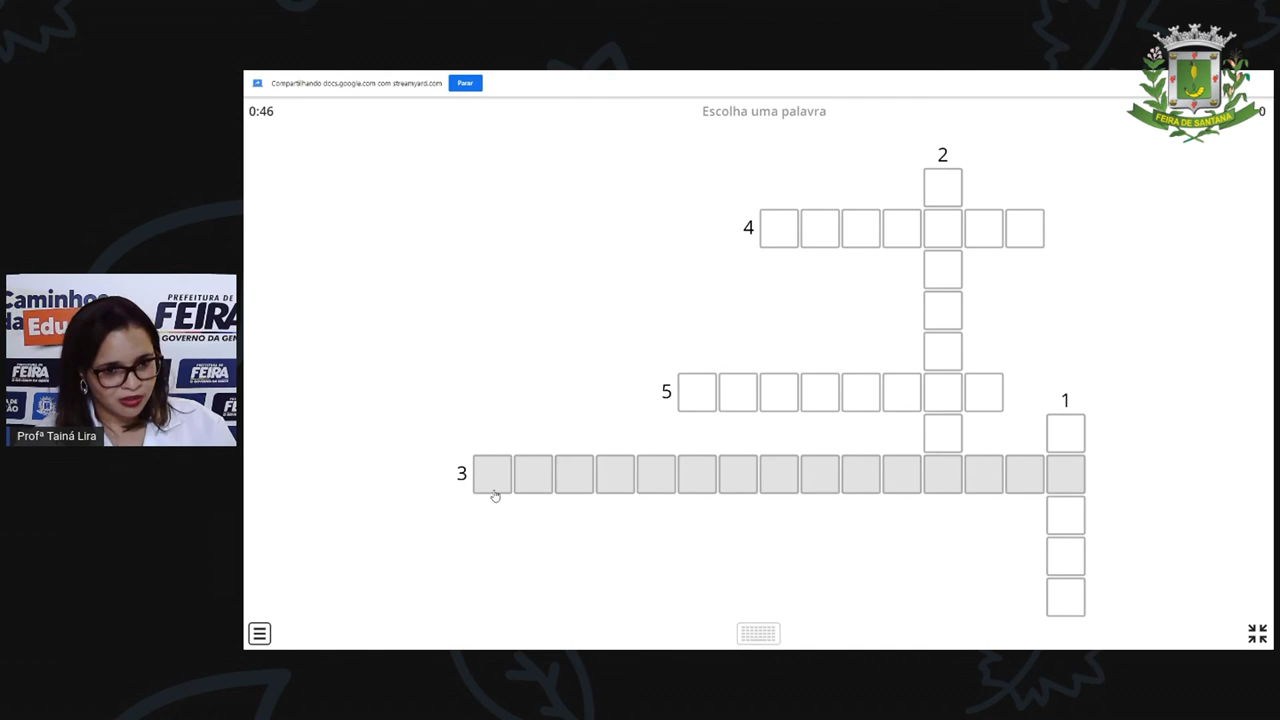 Compartilhando docs.google.com com streamyard.com Parar
0:46
Escolha uma palavra
0
FEIRA DE SANTANA
2
4
5
1
3
Caminhos
da Edu
PREFEITURA DE
FEIRA
GOVERNO DA GEN
FEIRA
FEIRA
Profª Tainá Lira